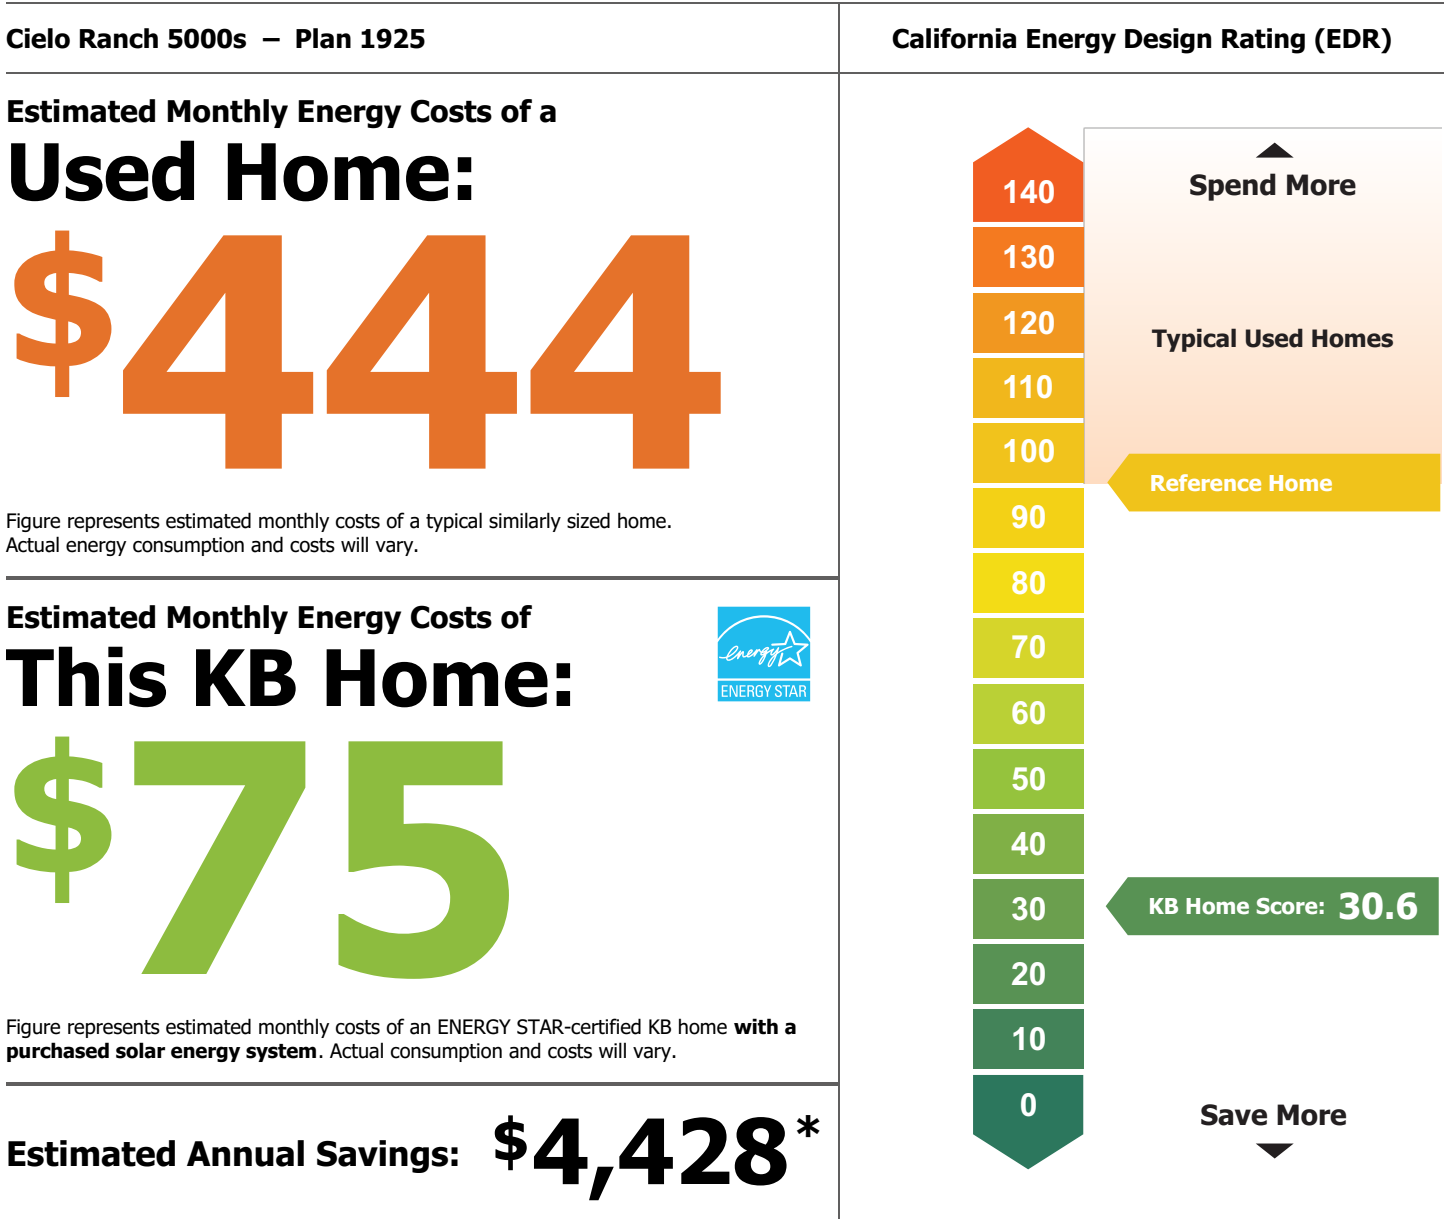 Cielo Ranch 5000s – Plan 1925
Estimated Monthly Energy Costs of a
Used Home:
$444
Figure represents estimated monthly costs of a typical similarly sized home.
Actual energy consumption and costs will vary.
Estimated Monthly Energy Costs of
This KB Home:
energy
ENERGY STAR
$75
Figure represents estimated monthly costs of an ENERGY STAR-certified KB home with a
purchased solar energy system. Actual consumption and costs will vary.
Estimated Annual Savings: $4,428*
California Energy Design Rating (EDR)
Spend More
140
130
120
Typical Used Homes
110
100
Reference Home
90
80
70
60
50
40
30
KB Home Score: 30.6
20
10
0
Save More